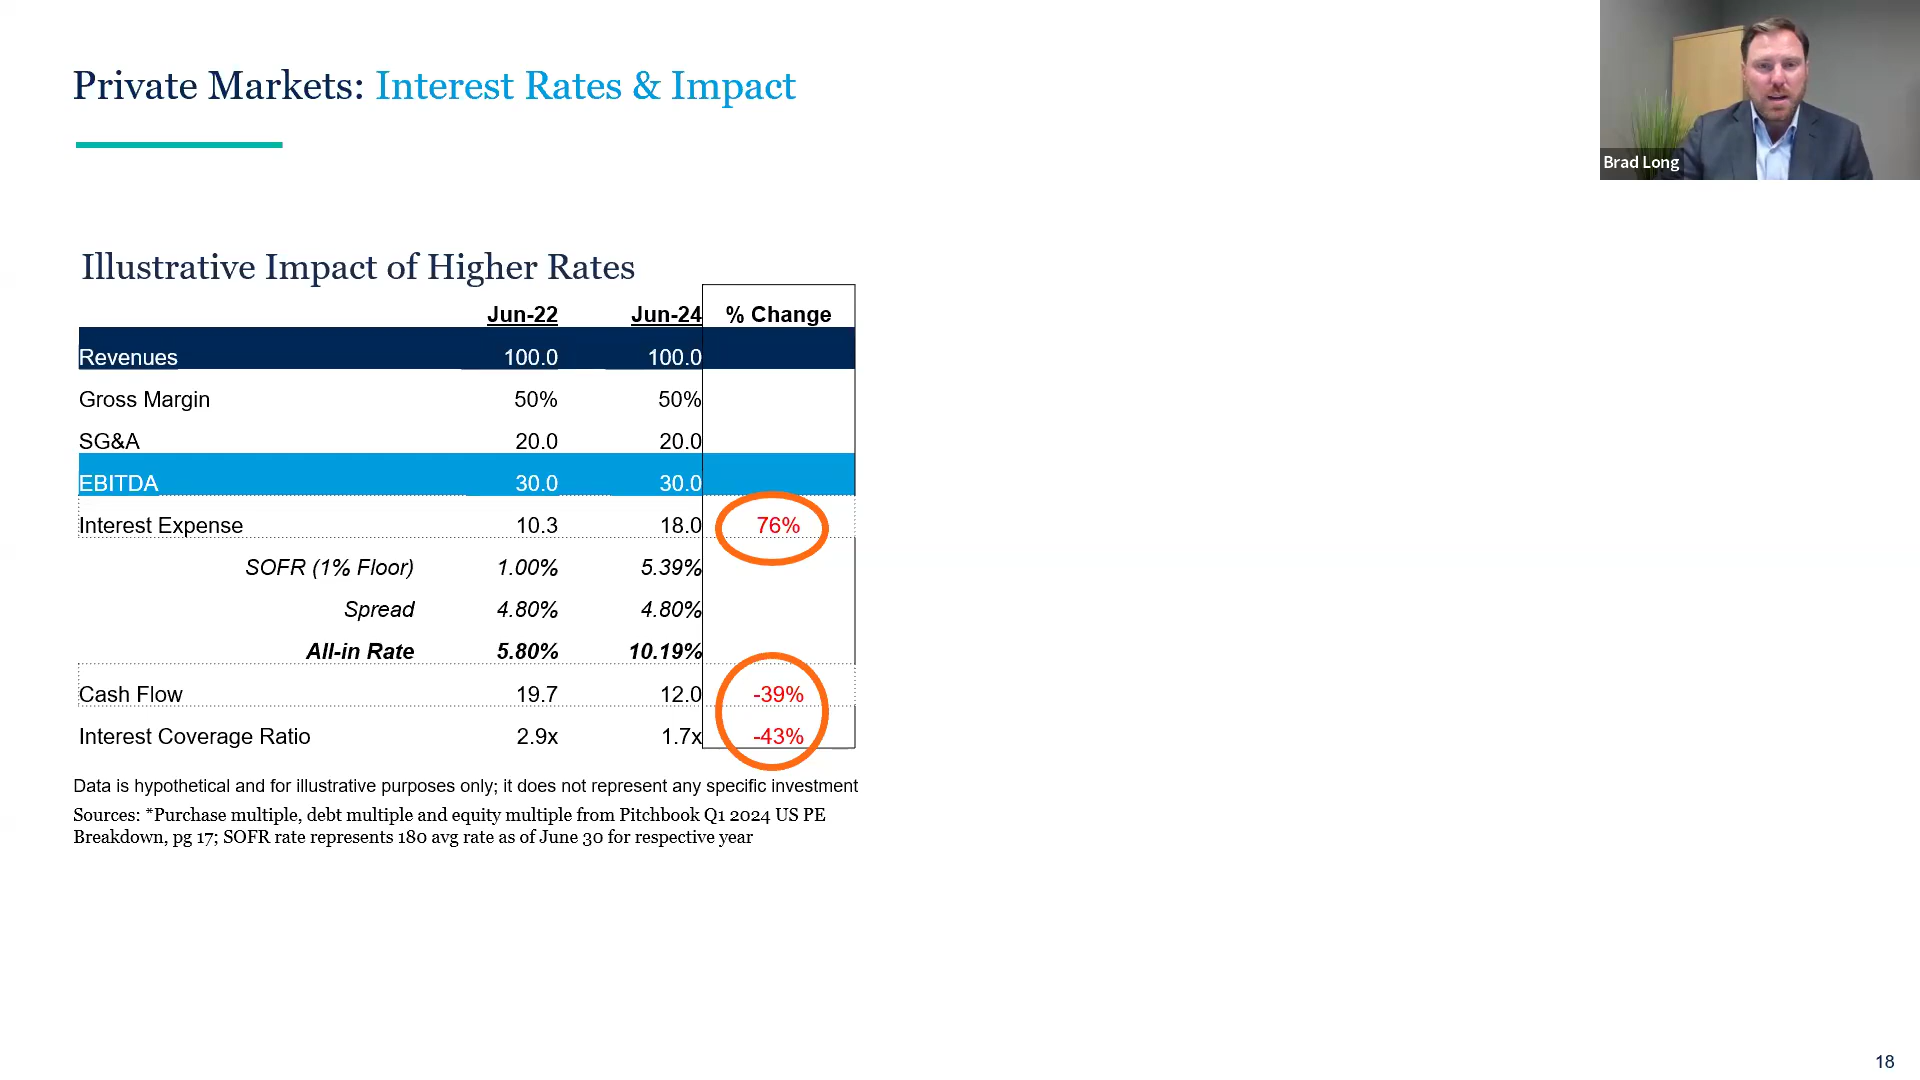 Private Markets: Interest Rates & Impact
Brad Long
Illustrative Impact of Higher Rates
Jun-22 Jun-24 % Change
Revenues 100.0 100.0
Gross Margin 50% 50%
SG&A 20.0 20.0
EBITDA 30.0 30.0
Interest Expense 10.3 18.0 76%
SOFR (1% Floor) 1.00% 5.39%
Spread 4.80% 4.80%
All-in Rate 5.80% 10.19%
Cash Flow 19.7 12.0 -39%
Interest Coverage Ratio 2.9x 1.7x -43%
Data is hypothetical and for illustrative purposes only; it does not represent any specific investment
Sources: *Purchase multiple, debt multiple and equity multiple from Pitchbook Q1 2024 US PE
Breakdown, pg 17; SOFR rate represents 180 avg rate as of June 30 for respective year
18